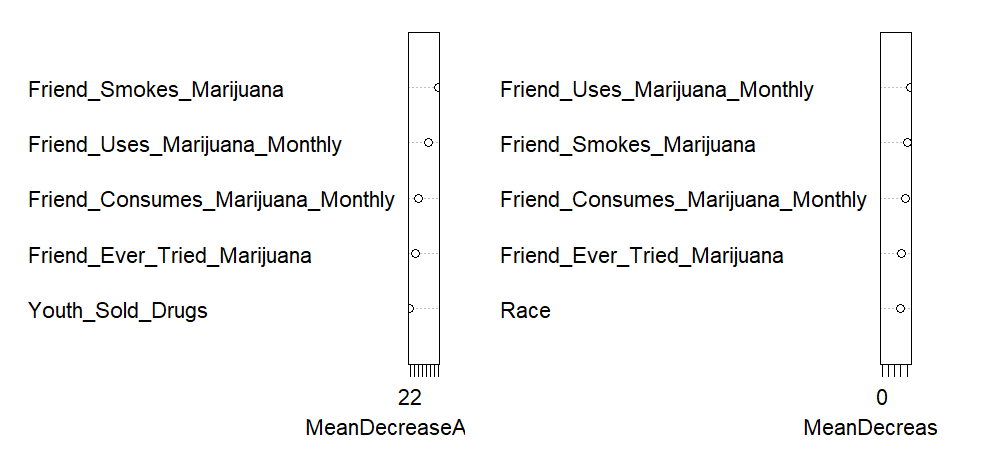 Friend_Smokes_Marijuana
Friend_Uses_Marijuana_Monthly
Friend_Consumes_Marijuana_Monthly
Friend_Ever_Tried_Marijuana
Youth_Sold_Drugs
22
MeanDecreaseA
Friend_Uses_Marijuana_Monthly
Friend_Smokes_Marijuana
Friend_Consumes_Marijuana_Monthly
Friend_Ever_Tried_Marijuana
Race
0
MeanDecreas